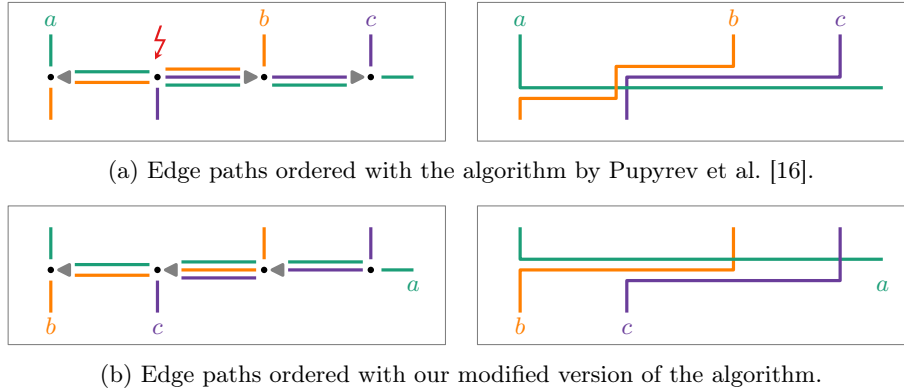 a b c b c
(a) Edge paths ordered with the algorithm by Pupyrev et al. [16].
b c a b c a
(b) Edge paths ordered with our modified version of the algorithm.